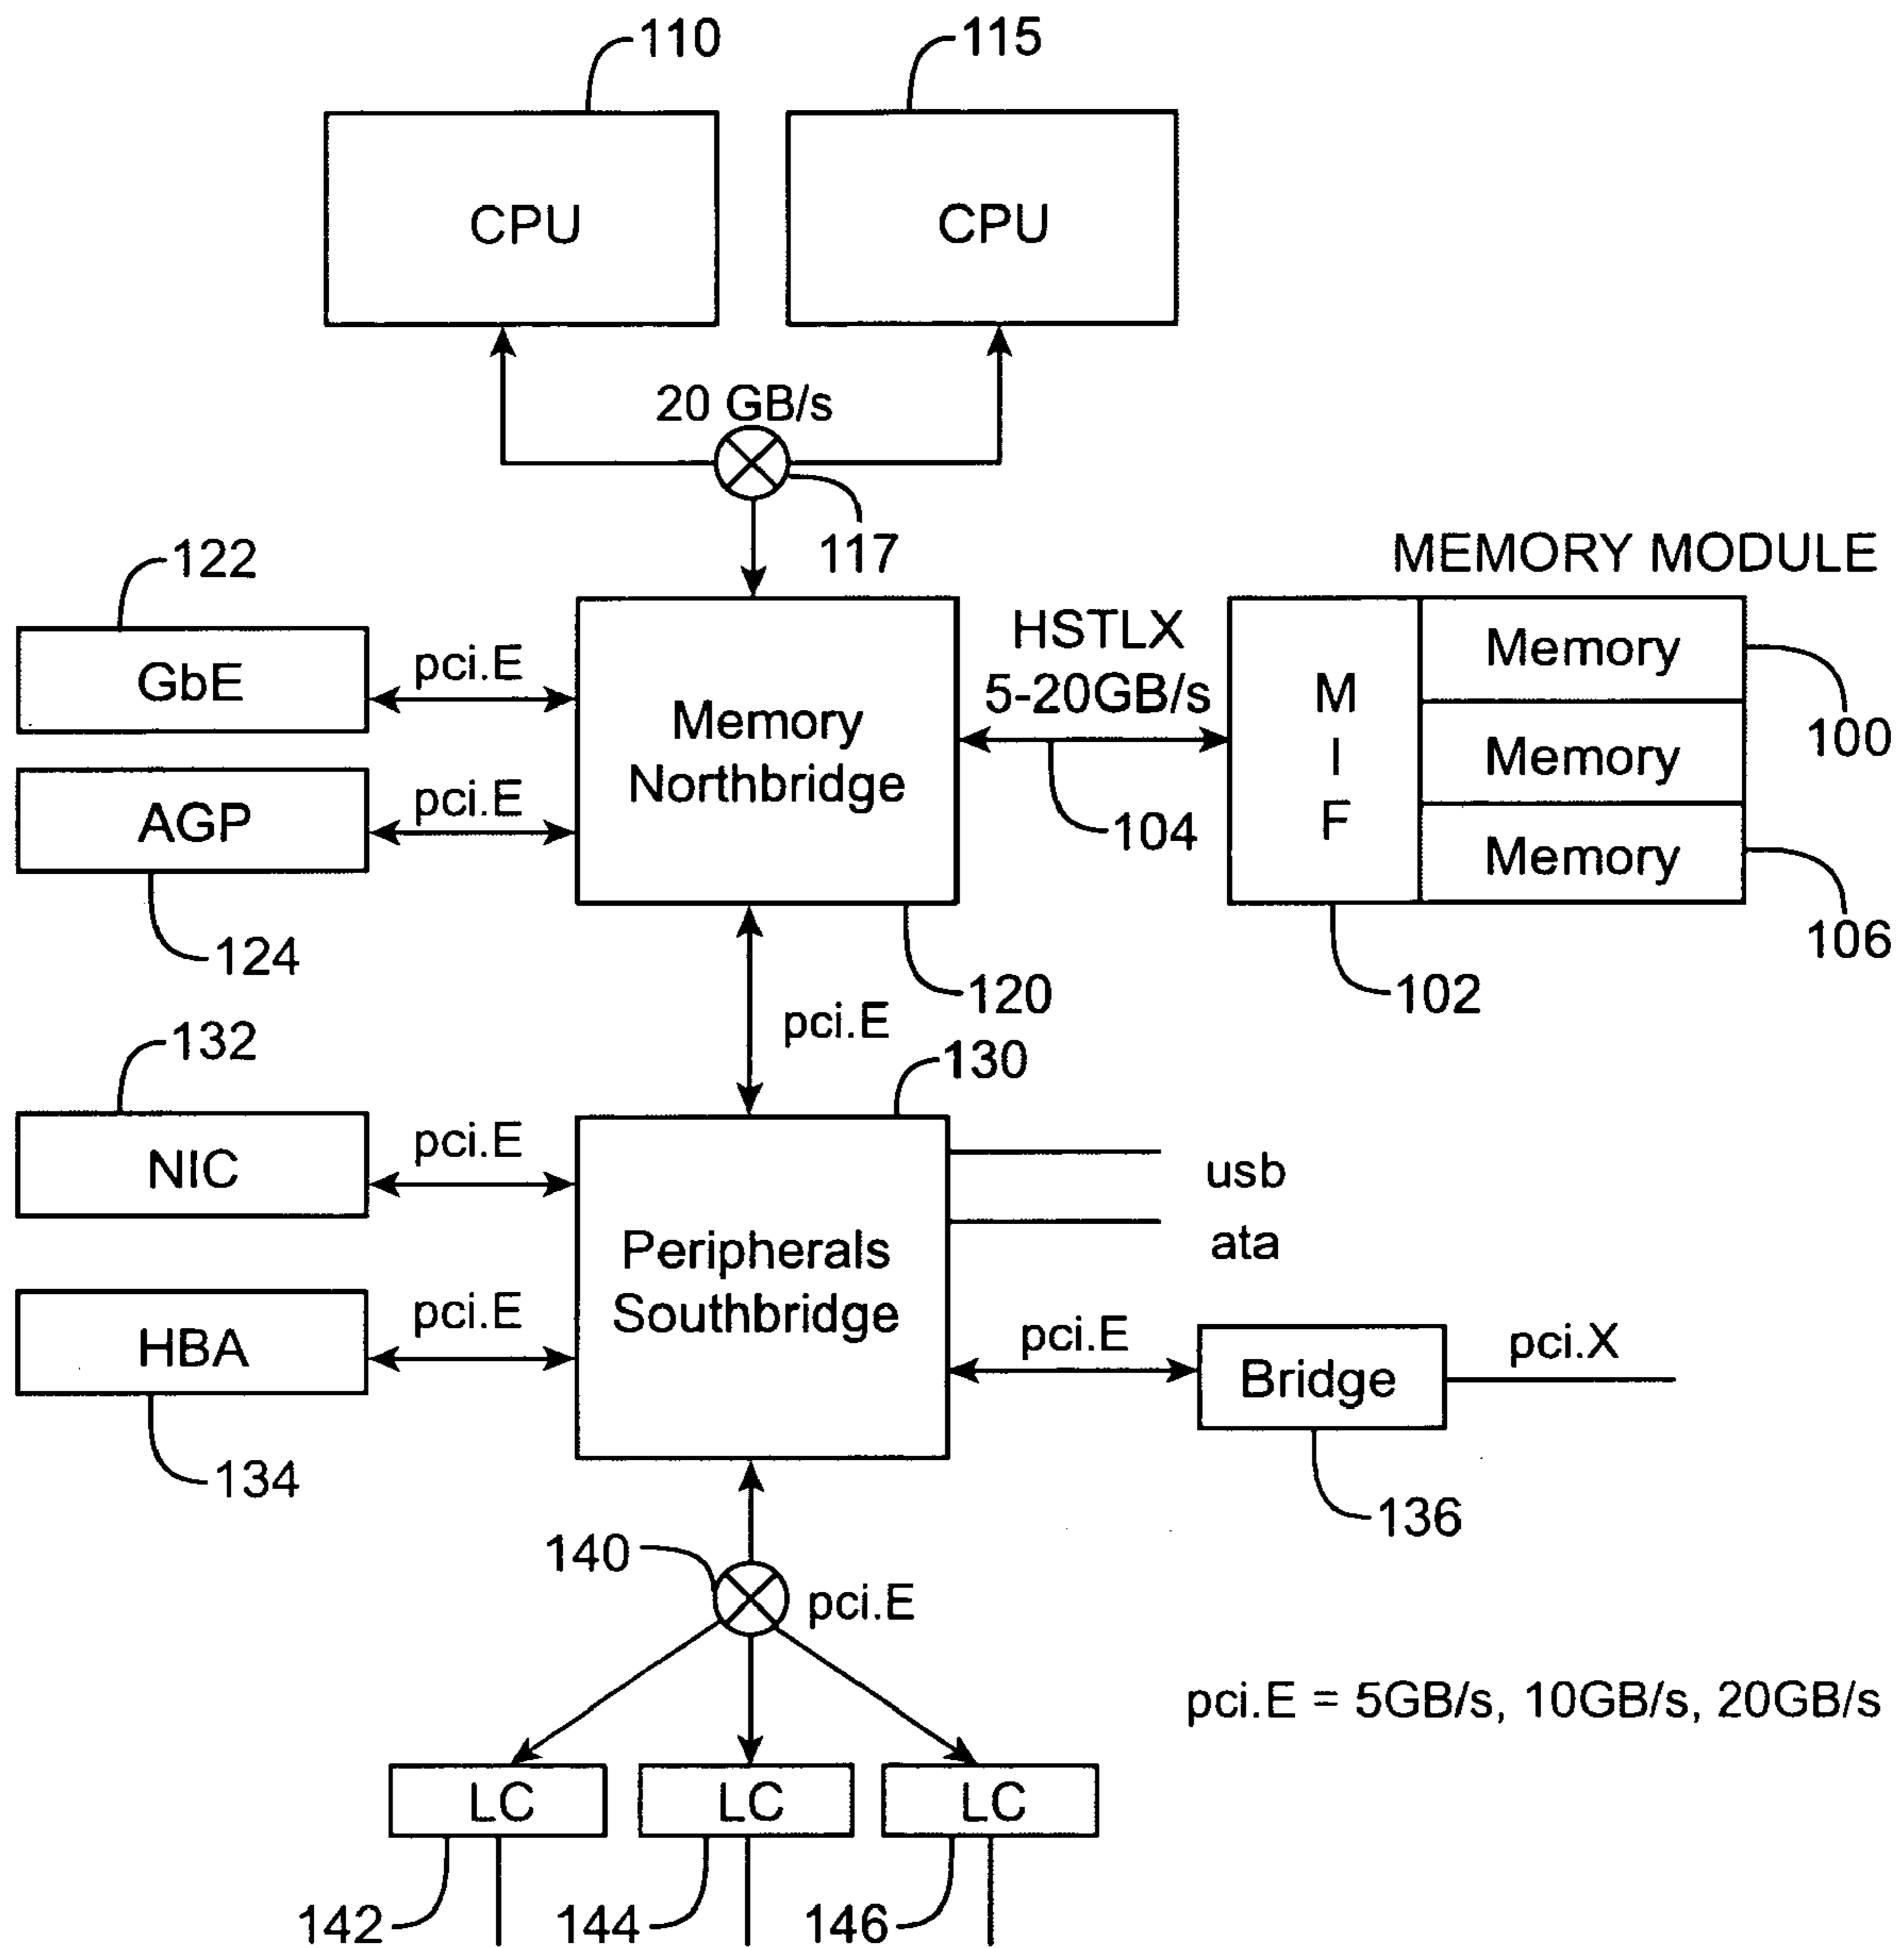 110
115
CPU
CPU
20 GB/s
117
122
MEMORY MODULE
GbE
pci.E
HSTLX
5-20GB/s
Memory
Northbridge
M
I
F
Memory
Memory
Memory
100
AGP
pci.E
104
106
124
120
102
pci.E
132
130
NIC
pci.E
usb
ata
Peripherals
Southbridge
HBA
pci.E
pci.E
Bridge
pci.X
134
136
140
pci.E
pci.E = 5GB/s, 10GB/s, 20GB/s
LC
LC
LC
142
144
146